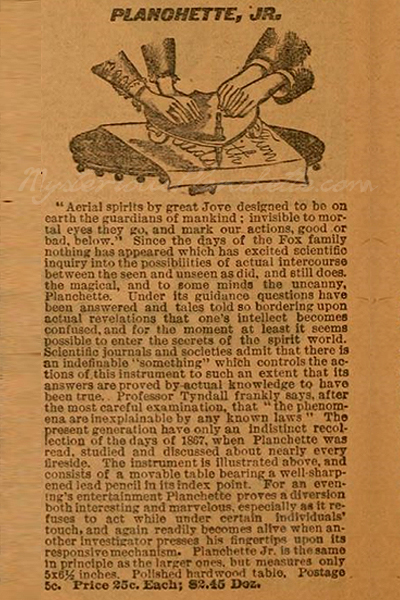 PLANCHETTE, JR.
"Aerial spirits by great Jove designed to be on
earth the guardians of mankind; invisible to mor-
tal eyes they go, and mark our actions, good or
bad, below." Since the days of the Fox family
nothing has appeared which has excited scientific
inquiry into the possibilities of actual intercourse
between the seen and unseen as did, and still does,
the magical, and to some minds the uncanny,
Planchette. Under its guidance questions have
been answered and tales told so bordering upon
actual revelations that one's intellect becomes
confused, and for the moment at least it seems
possible to enter the secrets of the spirit world.
Scientific journals and societies admit that there is
an indefinable "something" which controls the ac-
tions of this instrument to such an extent that its
answers are proved by actual knowledge to have
been true. Professor Tyndall frankly says, after
the most careful examination, that "the phenom-
ena are inexplainable by any known laws" The
present generation have only an indistinct recol-
lection of the days of 1867, when Planchette was
read, studied and discussed about nearly every
fireside. The instrument is illustrated above, and
consists of a movable table bearing a well-sharp-
ened lead pencil in its index point. For an even-
ing's entertainment Planchette proves a diversion
both interesting and marvelous, especially as it re-
fuses to act while under certain individuals'
touch, and again readily becomes alive when an-
other investigator presses his fingertips upon its
responsive mechanism. Planchette Jr. is the same
in principle as the larger ones, but measures only
5x6½ inches. Polished hardwood table. Postage
5c. Price 25c. Each; $2.45 Doz.
MysteriousPlanchette.com